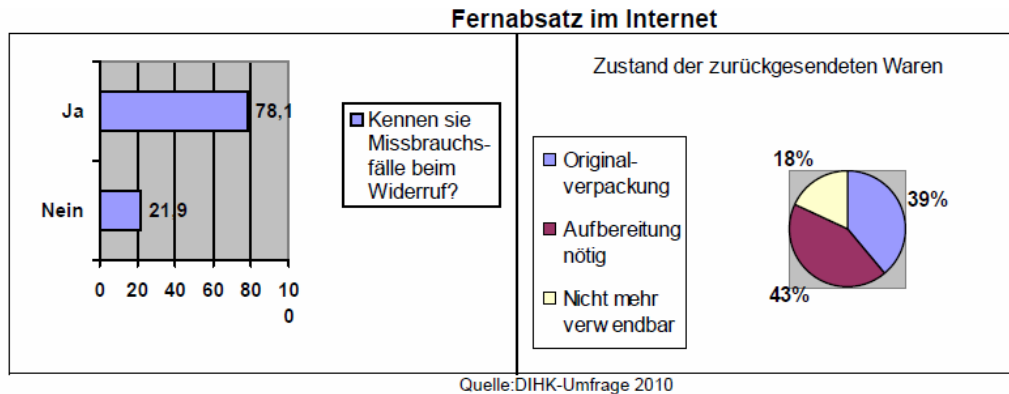 Fernabsatz im Internet
Ja
78,1
Nein
21,9
0 20 40 60 80 10
0
Kennen sie
Missbrauchs-
fälle beim
Widerruf?
Zustand der zurückgesendeten Waren
Original-
verpackung
Aufbereitung
nötig
Nicht mehr
verwendbar
18%
39%
43%
Quelle:DIHK-Umfrage 2010